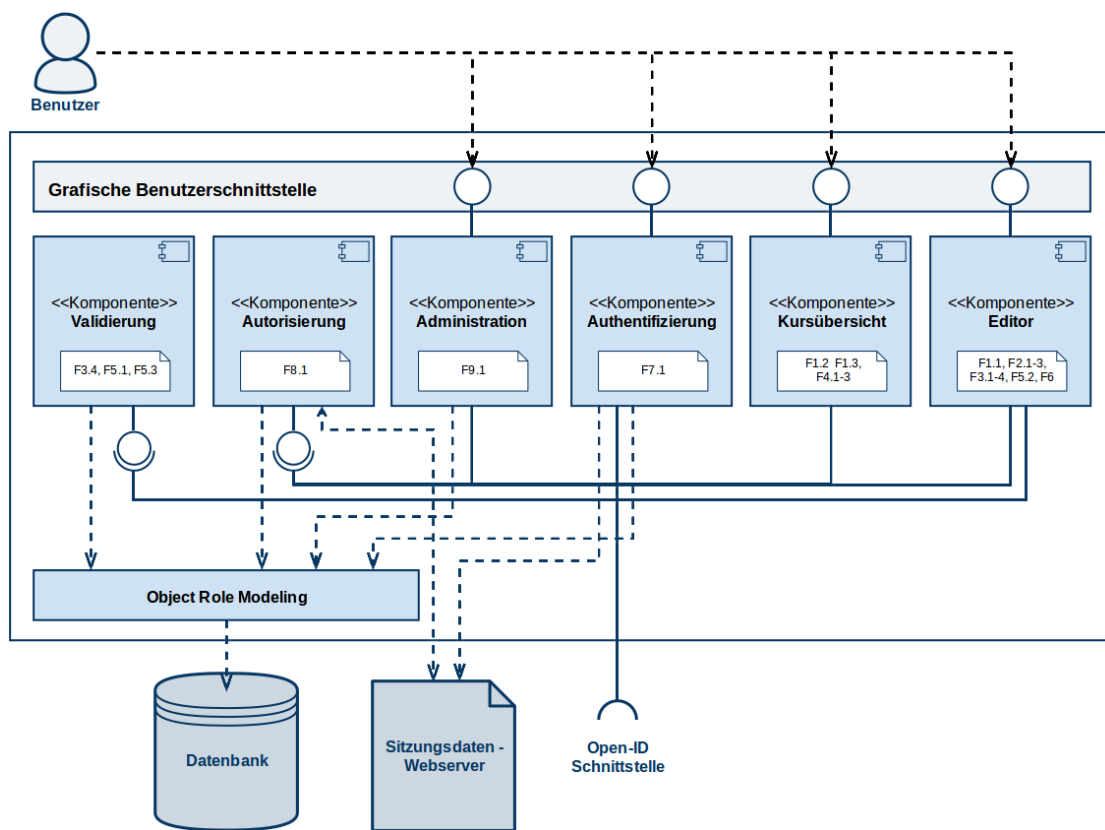 Benutzer
Grafische Benutzerschnittstelle
<<Komponente>>
Validierung
F3.4, F5.1, F5.3
<<Komponente>>
Autorisierung
F8.1
<<Komponente>>
Administration
F9.1
<<Komponente>>
Authentifizierung
F7.1
<<Komponente>>
Kursübersicht
F1.2  F1.3,
F4.1-3
<<Komponente>>
Editor
F1.1, F2.1-3,
F3.1-4, F5.2, F6
Object Role Modeling
Datenbank
Sitzungsdaten -
Webserver
Open-ID
Schnittstelle